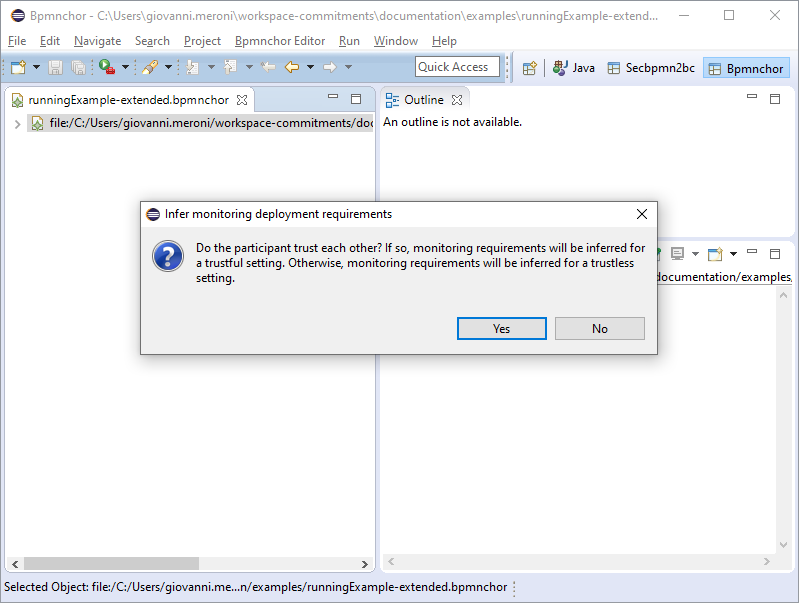 Bpmnchor - C:\Users\giovanni.meroni\workspace-commitments\documentation\examples\runningExample-extended....
File Edit Navigate Search Project Bpmnchor Editor Run Window Help
Quick Access
Java
Secbpmn2bc
Bpmnchor
runningExample-extended.bpmnchor
Outline
file:/C:/Users/giovanni.meroni/workspace-commitments/doc
An outline is not available.
Infer monitoring deployment requirements
Do the participant trust each other? If so, monitoring requirements will be inferred for
a trustful setting. Otherwise, monitoring requirements will be inferred for a trustless
setting.
documentation/examples,
Yes
No
Selected Object: file:/C:/Users/giovanni.me...n/examples/runningExample-extended.bpmnchor